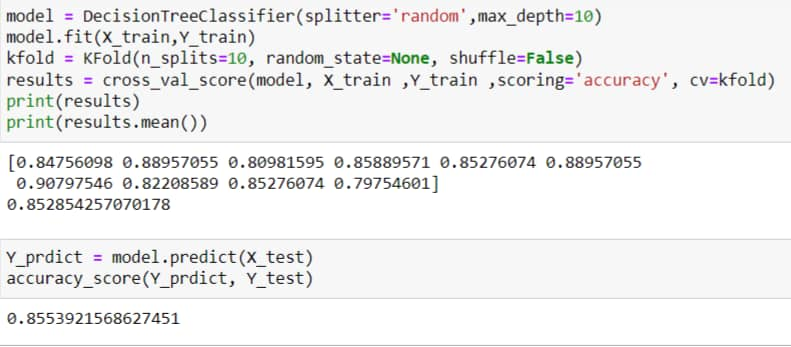 model = DecisionTreeClassifier(splitter='random',max_depth=10)
model.fit(X_train,Y_train)
kfold = KFold(n_splits=10, random_state=None, shuffle=False)
results = cross_val_score(model, X_train ,Y_train ,scoring='accuracy', cv=kfold)
print(results)
print(results.mean())
[0.84756098 0.88957055 0.80981595 0.85889571 0.85276074 0.88957055
 0.90797546 0.82208589 0.85276074 0.79754601]
0.852854257070178
Y_prdict = model.predict(X_test)
accuracy_score(Y_prdict, Y_test)
0.8553921568627451